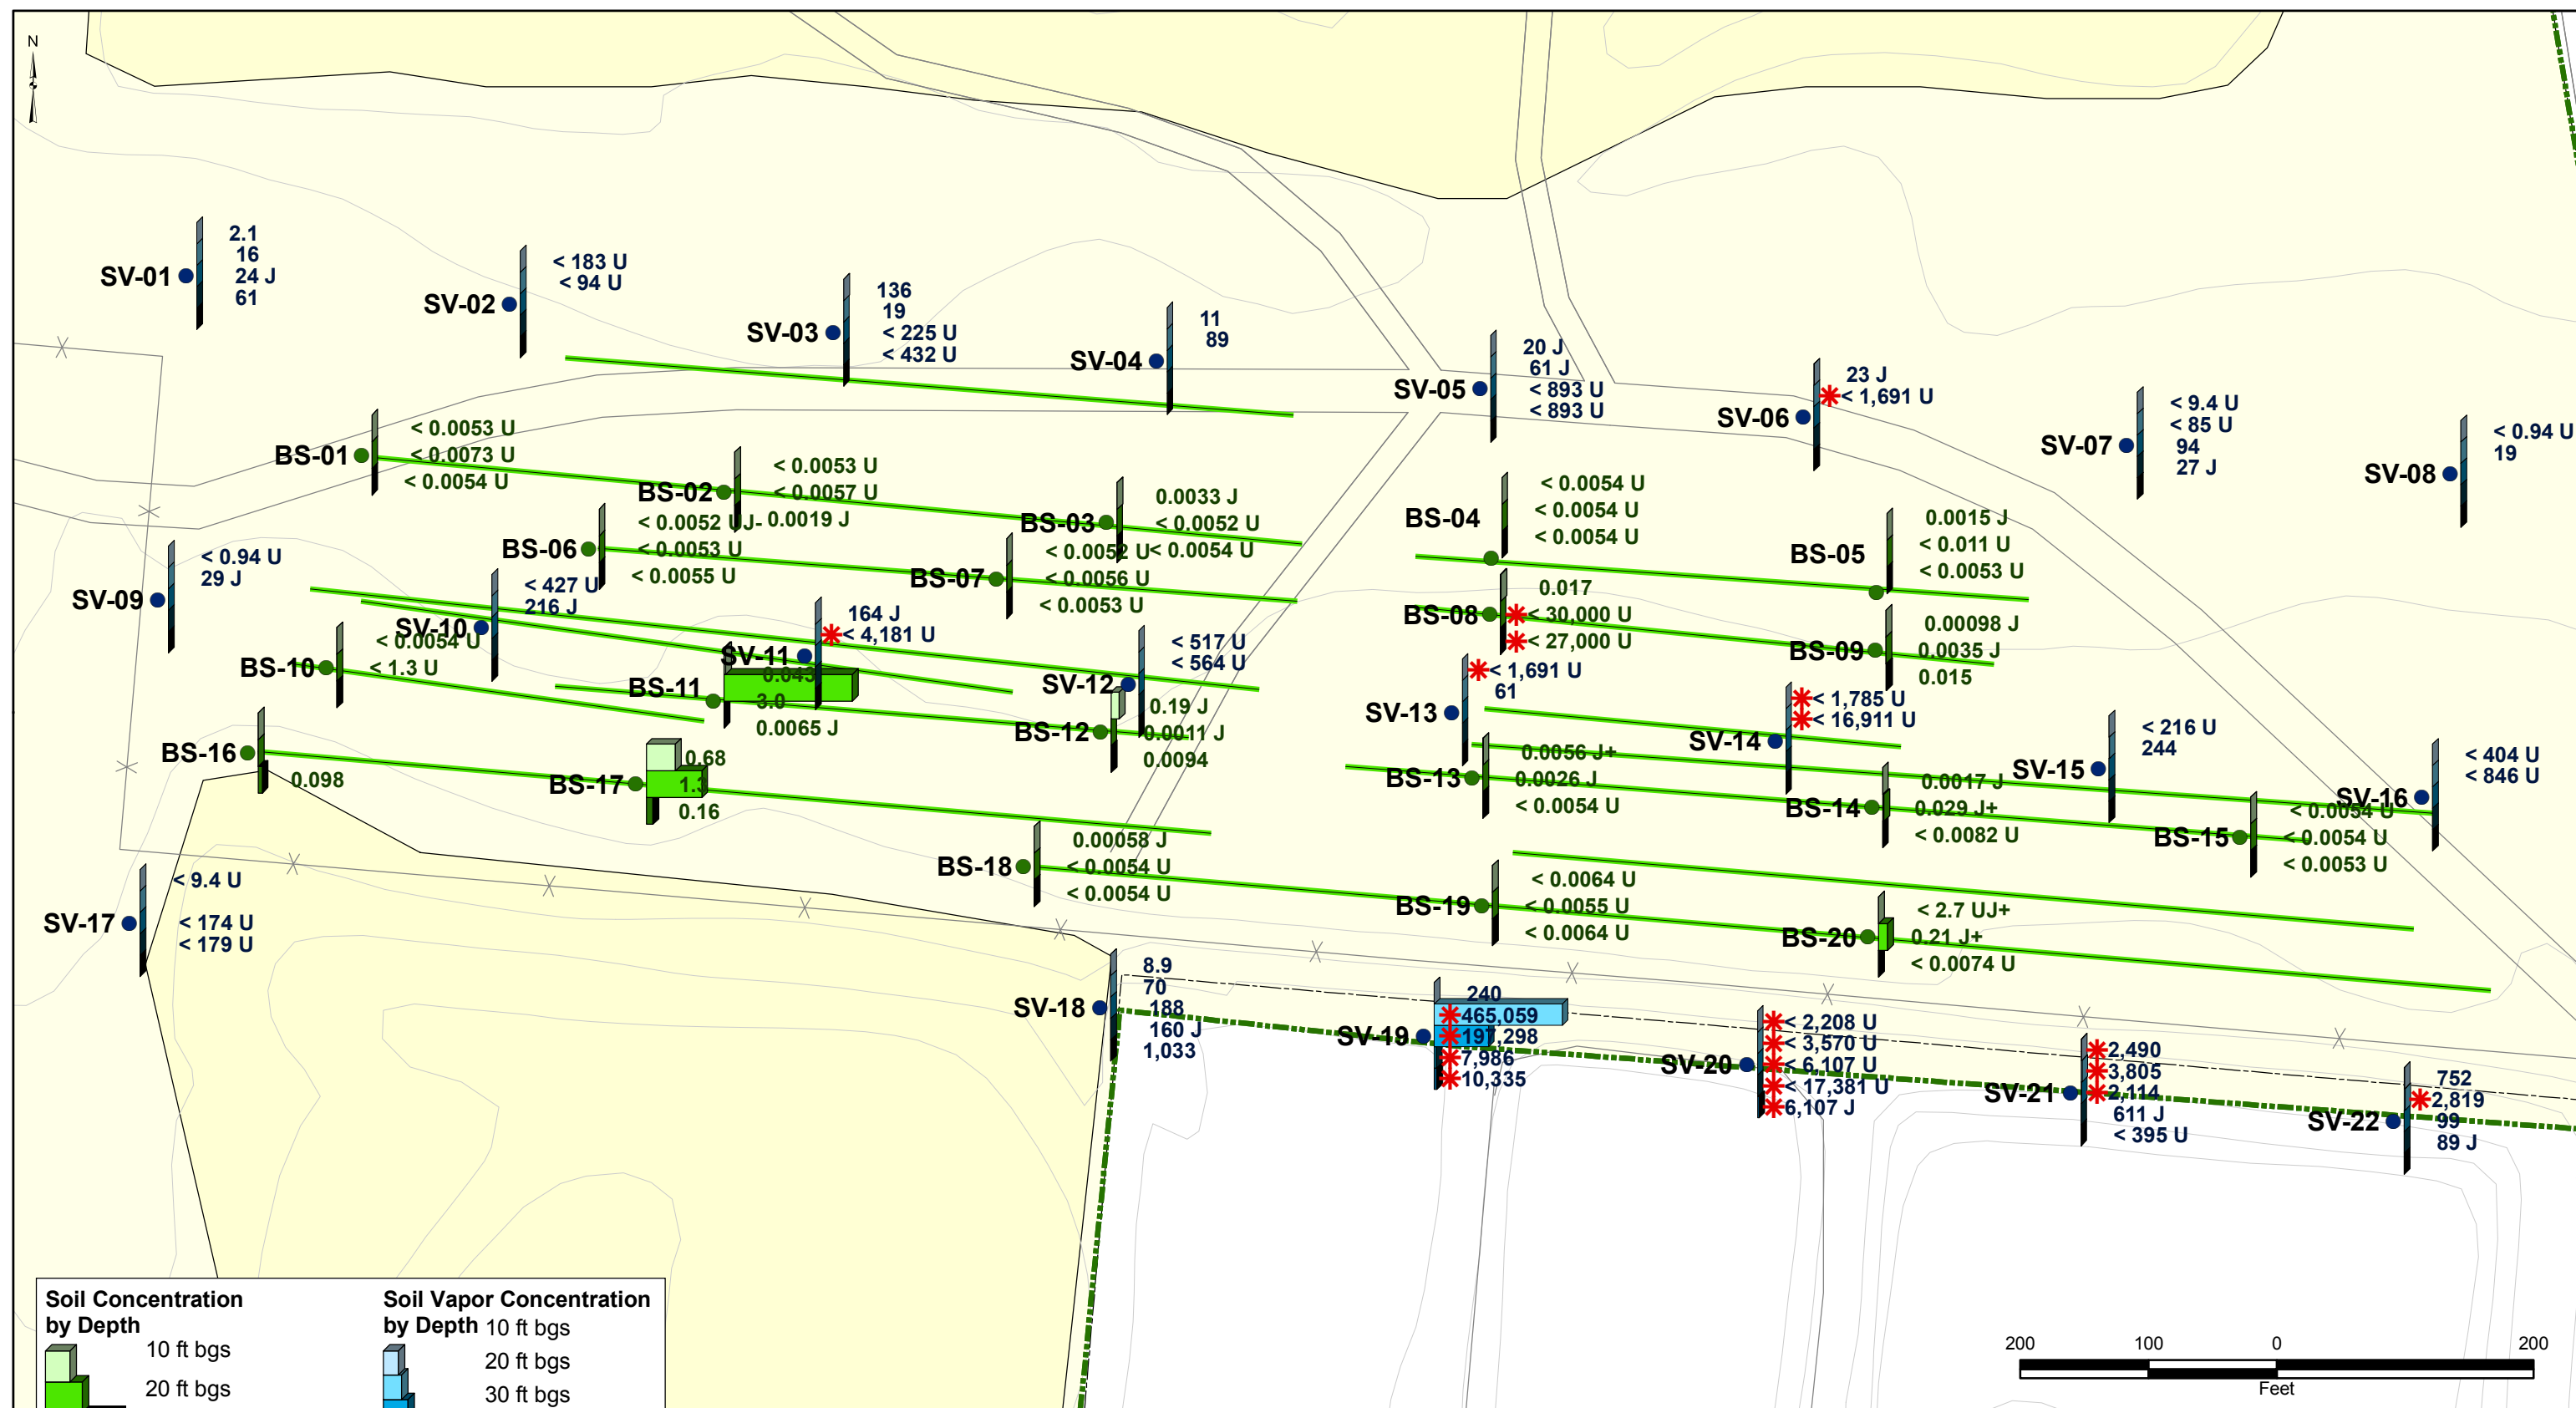 N
SV-01
2.1
16
24 J
61
SV-02
< 183 U
< 94 U
SV-03
136
19
< 225 U
< 432 U
SV-04
11
89
SV-05
20 J
61 J
< 893 U
< 893 U
SV-06
23 J
< 1,691 U
SV-07
< 9.4 U
< 85 U
94
27 J
SV-08
< 0.94 U
19
BS-01
< 0.0053 U
< 0.0073 U
< 0.0054 U
BS-02
< 0.0053 U
< 0.0057 U
0.0019 J
BS-03
0.0033 J
< 0.0052 U
< 0.0054 U
BS-04
< 0.0054 U
< 0.0054 U
< 0.0054 U
BS-05
0.0015 J
< 0.011 U
< 0.0053 U
BS-06
< 0.0052 UJ-
< 0.0053 U
< 0.0055 U
BS-07
< 0.0052 U
< 0.0056 U
< 0.0053 U
BS-08
0.017
< 30,000 U
< 27,000 U
BS-09
0.00098 J
0.0035 J
0.015
SV-09
< 0.94 U
29 J
SV-10
< 427 U
216 J
SV-11
164 J
< 4,181 U
SV-12
< 517 U
< 564 U
BS-10
< 0.0054 U
< 1.3 U
BS-11
0.043
3.0
0.0065 J
BS-12
0.19 J
0.0011 J
0.0094
SV-13
< 1,691 U
61
SV-14
< 1,785 U
< 16,911 U
SV-15
< 216 U
244
SV-16
< 404 U
< 846 U
BS-13
0.0056 J+
0.0026 J
< 0.0054 U
BS-14
0.0017 J
0.029 J+
< 0.0082 U
BS-15
< 0.0054 U
< 0.0054 U
< 0.0053 U
BS-16
0.098
BS-17
0.68
1.3
0.16
BS-18
0.00058 J
< 0.0054 U
< 0.0054 U
BS-19
< 0.0064 U
< 0.0055 U
< 0.0064 U
BS-20
< 2.7 UJ+
0.21 J+
< 0.0074 U
SV-17
< 9.4 U
< 174 U
< 179 U
SV-18
8.9
70
188
160 J
1,033
SV-19
240
465,059
197,298
7,986
10,335
SV-20
< 2,208 U
< 3,570 U
< 6,107 U
< 17,381 U
6,107 J
SV-21
2,490
3,805
2,114
611 J
< 395 U
SV-22
752
2,819
99
89 J
Soil Concentration
by Depth
10 ft bgs
20 ft bgs
Soil Vapor Concentration
by Depth
10 ft bgs
20 ft bgs
30 ft bgs
200 100 0 200
Feet